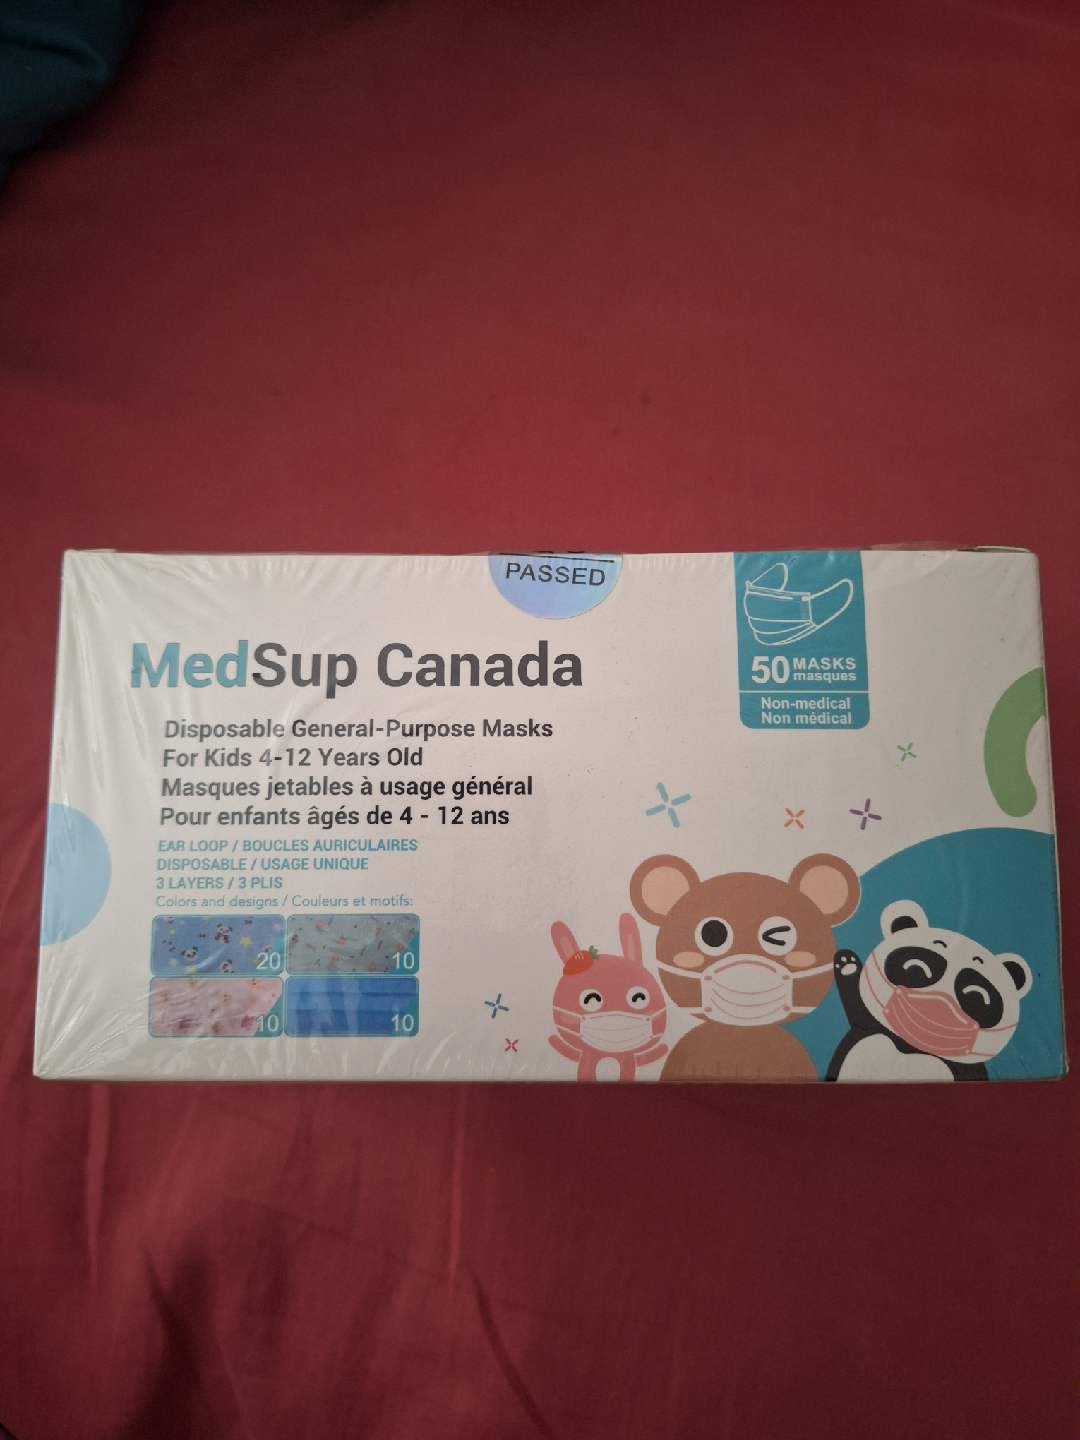 PASSED
MedSup Canada
50 MASKS
masques
Non-medical
Non médical
Disposable General-Purpose Masks
For Kids 4-12 Years Old
Masques jetables à usage général
Pour enfants âgés de 4 - 12 ans
EAR LOOP / BOUCLES AURICULAIRES
DISPOSABLE / USAGE UNIQUE
3 LAYERS / 3 PLIS
Colors and designs / Couleurs et motifs:
20 10
10 10